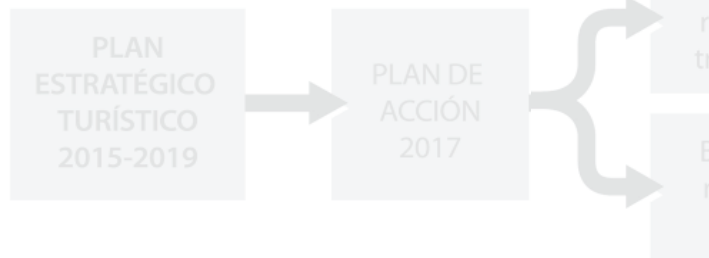 PLAN
ESTRATÉGICO
TURÍSTICO
2015-2019
PLAN DE
ACCIÓN
2017